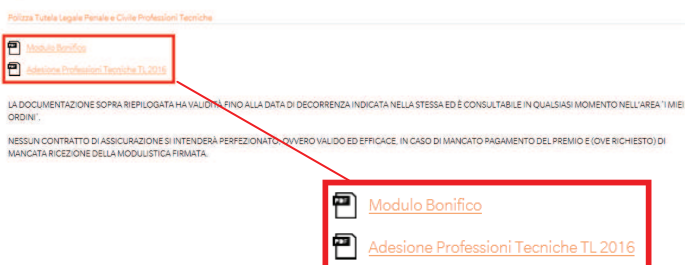 Polizza Tutela Legale Penale e Civile Professioni Tecniche
Modulo Bonifico
Adesione Professioni Tecniche TL 2016
LA DOCUMENTAZIONE SOPRA RIEPILOGATA HA VALIDITÀ FINO ALLA DATA DI DECORRENZA INDICATA NELLA STESSA ED È CONSULTABILE IN QUALSIASI MOMENTO NELL'AREA "I MIEI
ORDINI".
NESSUN CONTRATTO DI ASSICURAZIONE SI INTENDERÀ PERFEZIONATO, OVVERO VALIDO ED EFFICACE, IN CASO DI MANCATO PAGAMENTO DEL PREMIO E (OVE RICHIESTO) DI
MANCATA RICEZIONE DELLA MODULISTICA FIRMATA.
Modulo Bonifico
Adesione Professioni Tecniche TL 2016